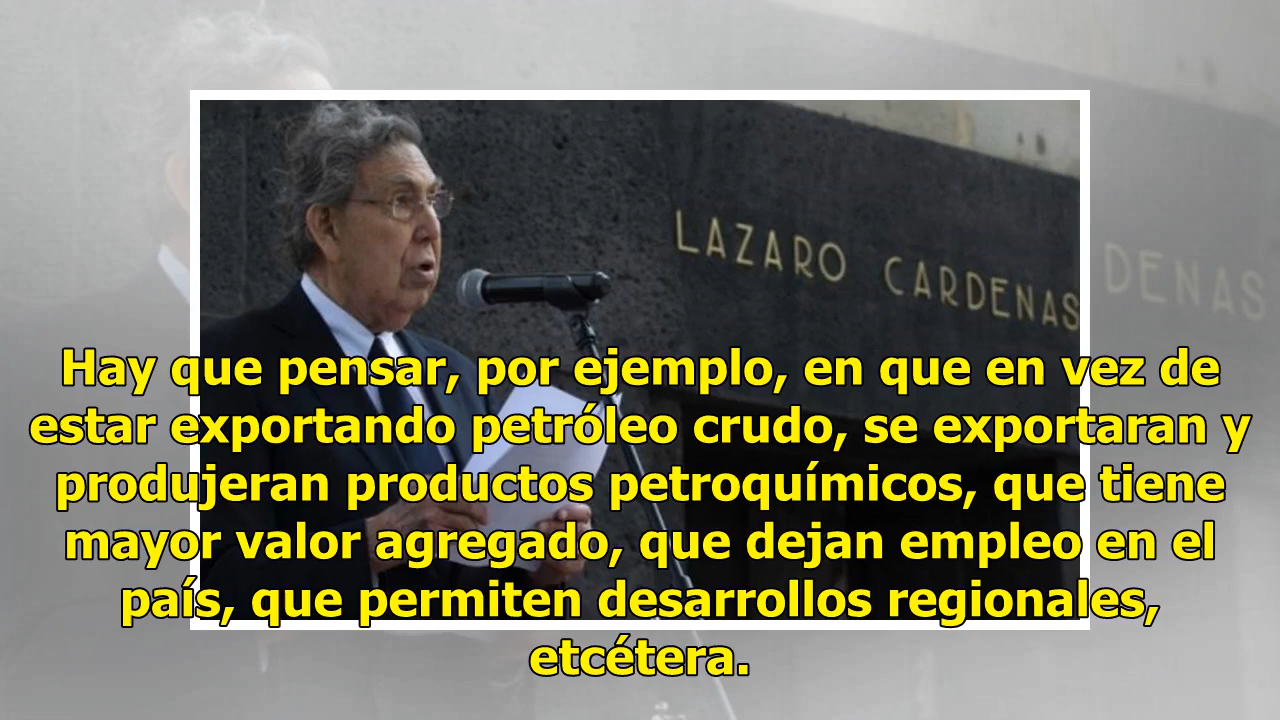 LAZARO CARDENAS
DENAS
Hay que pensar, por ejemplo, en que en vez de
estar exportando petróleo crudo, se exportaran y
produjeran productos petroquímicos, que tiene
mayor valor agregado, que dejan empleo en el
país, que permiten desarrollos regionales,
etcétera.